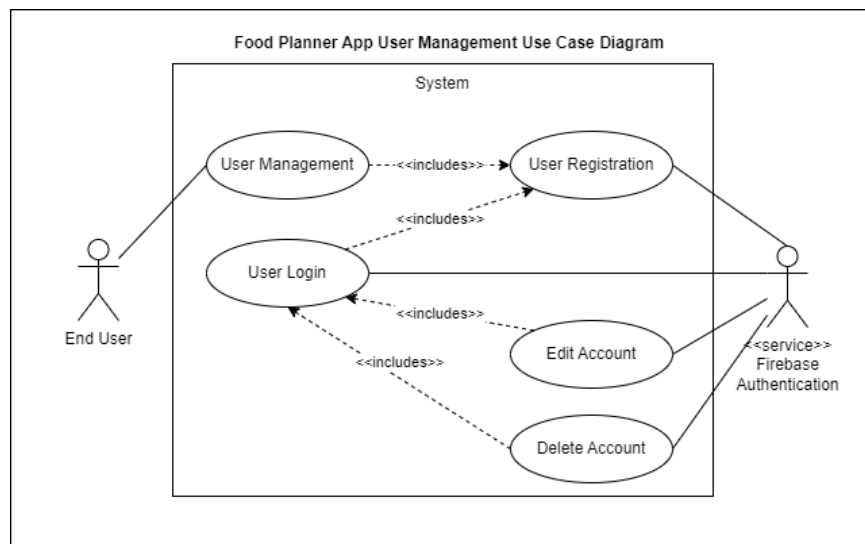 Food Planner App User Management Use Case Diagram
System
User Management
<<includes>>
User Registration
<<includes>>
User Login
End User
<<includes>>
Edit Account
<<service>>
Firebase
Authentication
<<includes>>
Delete Account